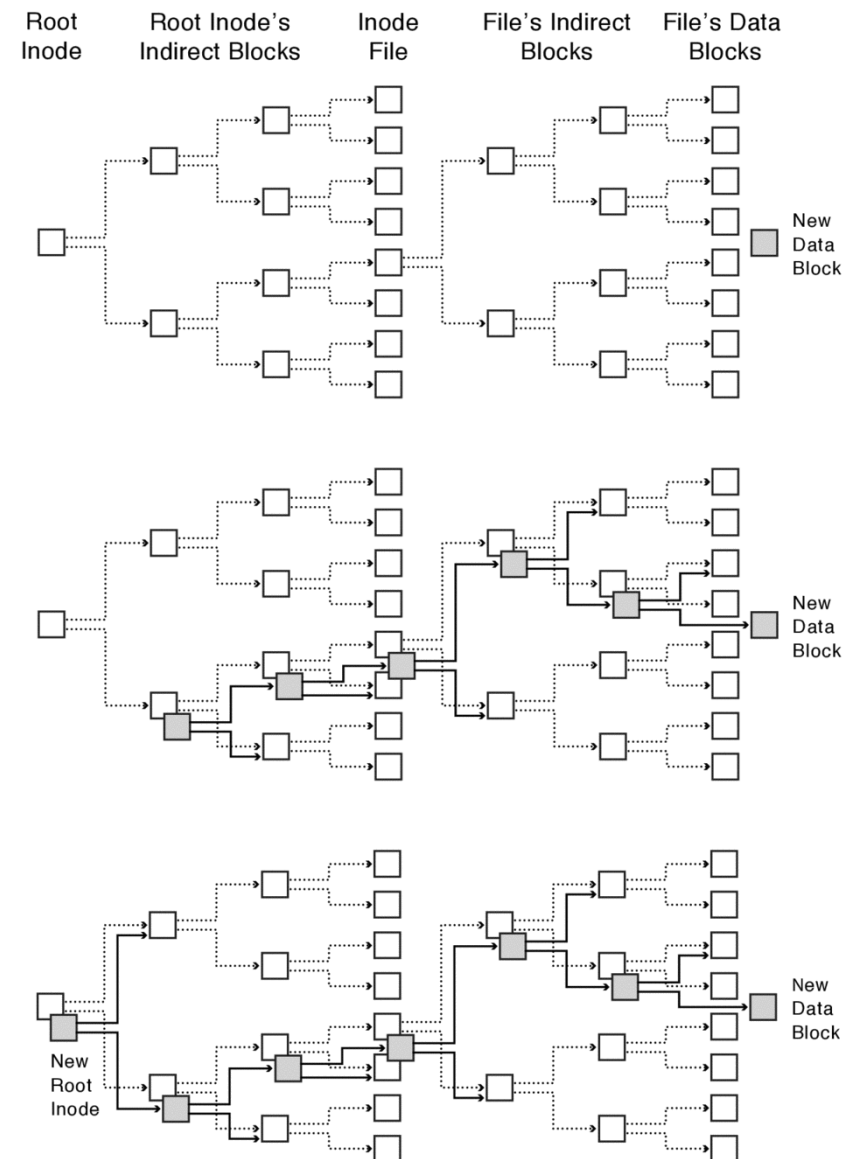 Root Inode
Root Inode's Indirect Blocks
Inode File
File's Indirect Blocks
File's Data Blocks
New
Data
Block
New
Data
Block
New
Data
Block
New
Root
Inode